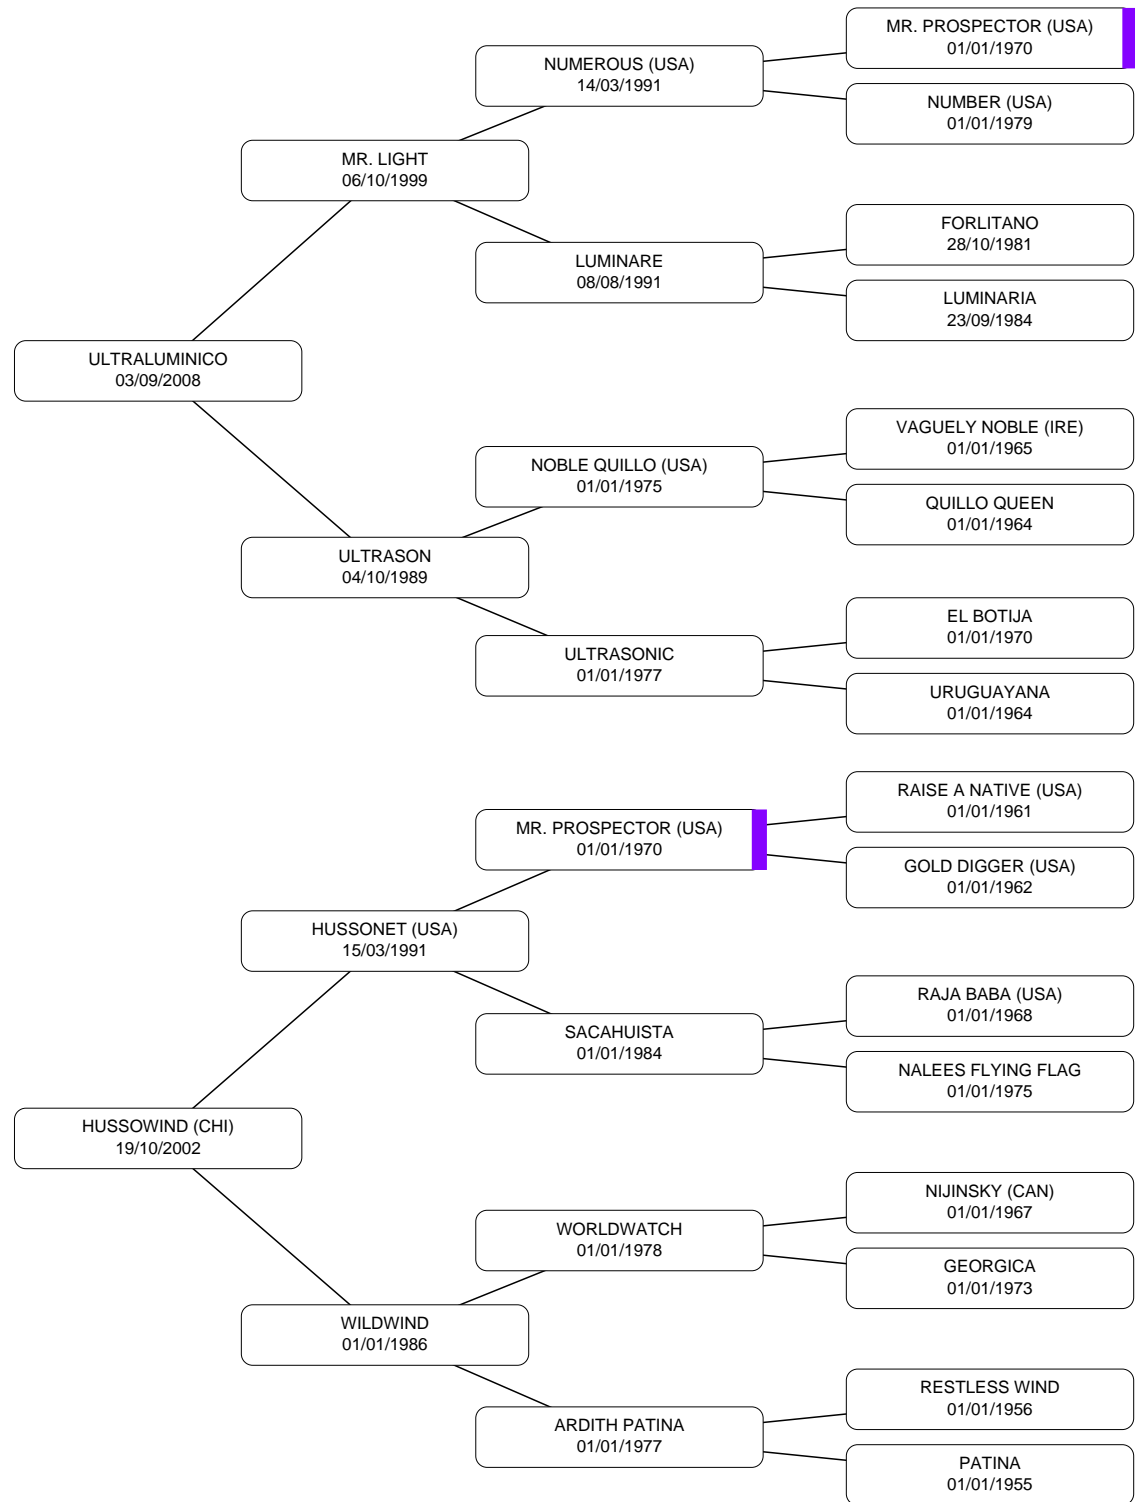 MR. PROSPECTOR (USA)
01/01/1970
NUMEROUS (USA)
14/03/1991
NUMBER (USA)
01/01/1979
MR. LIGHT
06/10/1999
FORLITANO
28/10/1981
LUMINARE
08/08/1991
LUMINARIA
23/09/1984
ULTRALUMINICO
03/09/2008
VAGUELY NOBLE (IRE)
01/01/1965
NOBLE QUILLO (USA)
01/01/1975
QUILLO QUEEN
01/01/1964
ULTRASON
04/10/1989
EL BOTIJA
01/01/1970
ULTRASONIC
01/01/1977
URUGUAYANA
01/01/1964
RAISE A NATIVE (USA)
01/01/1961
MR. PROSPECTOR (USA)
01/01/1970
GOLD DIGGER (USA)
01/01/1962
HUSSONET (USA)
15/03/1991
RAJA BABA (USA)
01/01/1968
SACAHUISTA
01/01/1984
NALEES FLYING FLAG
01/01/1975
HUSSOWIND (CHI)
19/10/2002
NIJINSKY (CAN)
01/01/1967
WORLDWATCH
01/01/1978
GEORGICA
01/01/1973
WILDWIND
01/01/1986
RESTLESS WIND
01/01/1956
ARDITH PATINA
01/01/1977
PATINA
01/01/1955